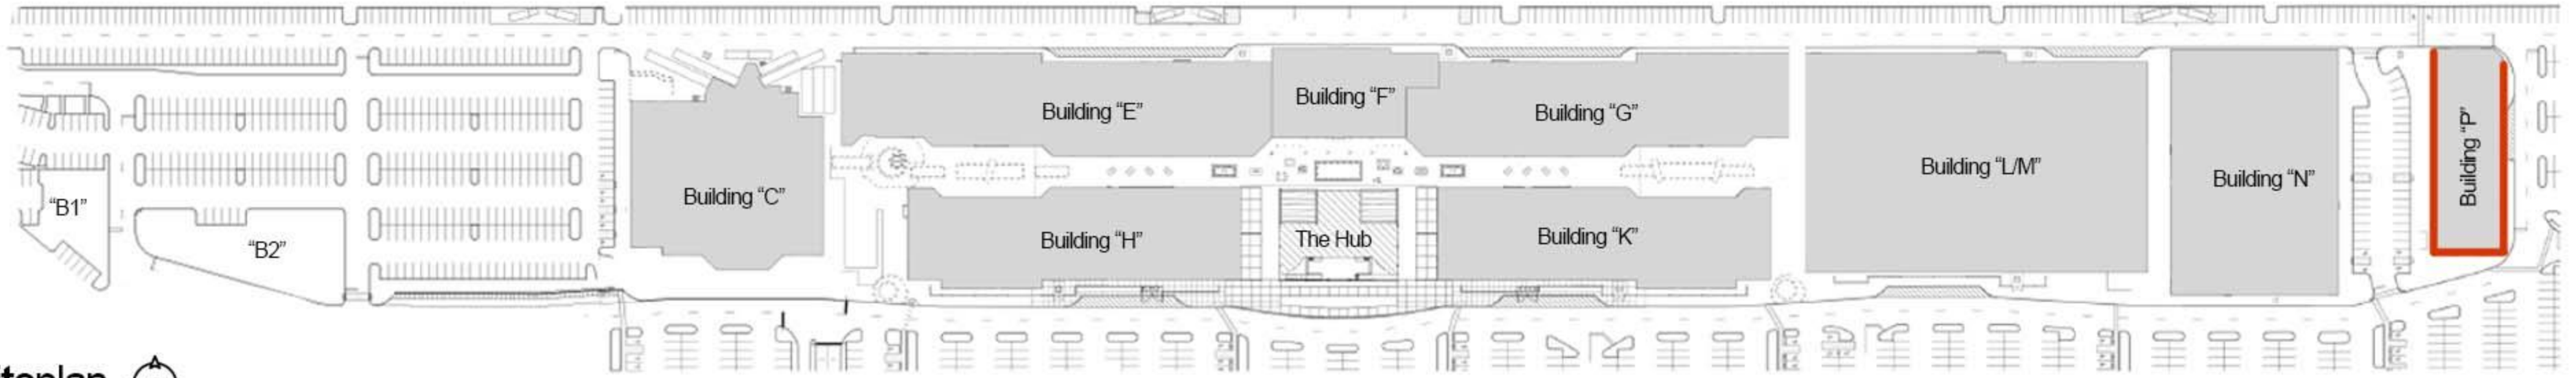 "B1"
"B2"
Building "C"
Building "E"
Building "F"
Building "G"
Building "H"
The Hub
Building "K"
Building "L/M"
Building "N"
Building "P"